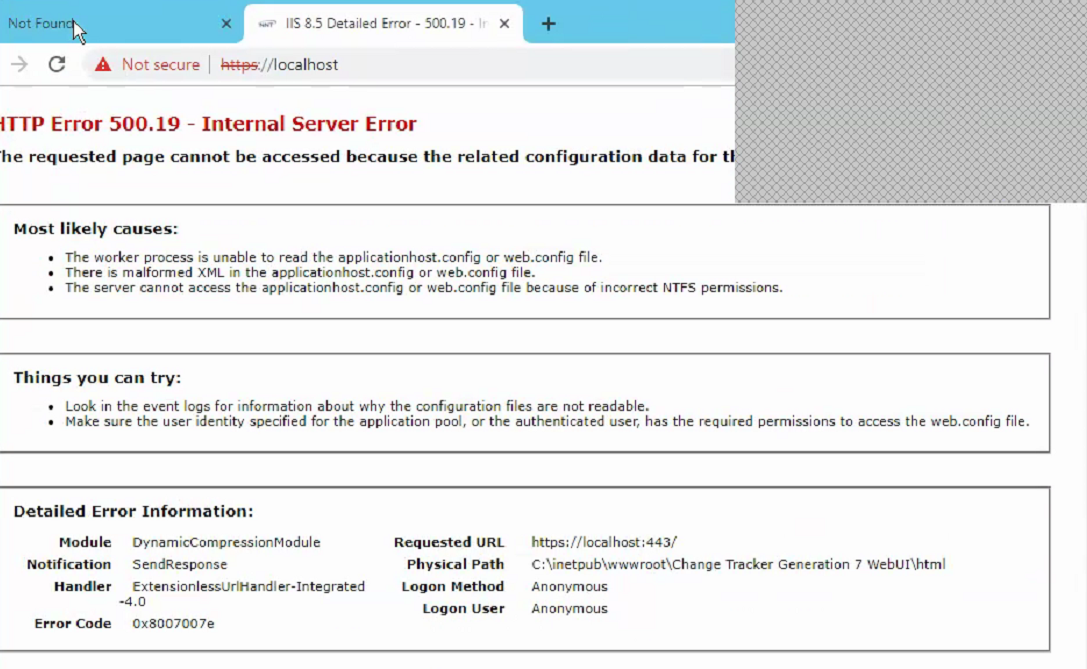 Not Found
IIS 8.5 Detailed Error - 500.19 - In
Not secure | https://localhost
HTTP Error 500.19 - Internal Server Error
The requested page cannot be accessed because the related configuration data for th
Most likely causes:
• The worker process is unable to read the applicationhost.config or web.config file.
• There is malformed XML in the applicationhost.config or web.config file.
• The server cannot access the applicationhost.config or web.config file because of incorrect NTFS permissions.
Things you can try:
• Look in the event logs for information about why the configuration files are not readable.
• Make sure the user identity specified for the application pool, or the authenticated user, has the required permissions to access the web.config file.
Detailed Error Information:
Module DynamicCompressionModule
Notification SendResponse
Handler ExtensionlessUrlHandler-Integrated
-4.0
Error Code 0x8007007e
Requested URL https://localhost:443/
Physical Path C:\inetpub\wwwroot\Change Tracker Generation 7 WebUI\html
Logon Method Anonymous
Logon User Anonymous